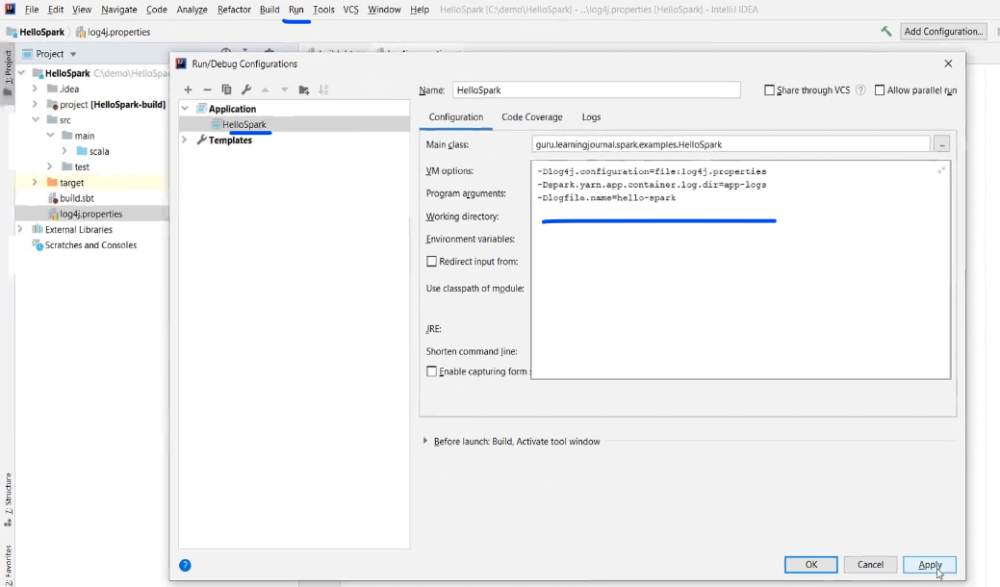 File Edit View Navigate Code Analyze Refactor Build Run Tools VCS Window Help HelloSpark [C:\demo\HelloSpark] - ...\log4j.properties [HelloSpark] - IntelliJ IDEA
HelloSpark log4j.properties Add Configuration...
1: Project
Project
HelloSpark C:\demo\HelloSpar
.idea
project [HelloSpark-build]
src
main
scala
test
target
build.sbt
log4j.properties
External Libraries
Scratches and Consoles
Run/Debug Configurations
Application
HelloSpark
Templates
Name: HelloSpark
Share through VCS ? Allow parallel run
Configuration Code Coverage Logs
Main class: guru.learningjournal.spark.examples.HelloSpark ...
VM options:
-Dlog4j.configuration=file:log4j.properties
-Dspark.yarn.app.container.log.dir=app-logs
-Dlogfile.name=hello-spark
Program arguments:
Working directory:
Environment variables:
Redirect input from:
Use classpath of module:
JRE:
Shorten command line:
Enable capturing form
Before launch: Build, Activate tool window
? OK Cancel Apply
7: Structure
2: Favorites